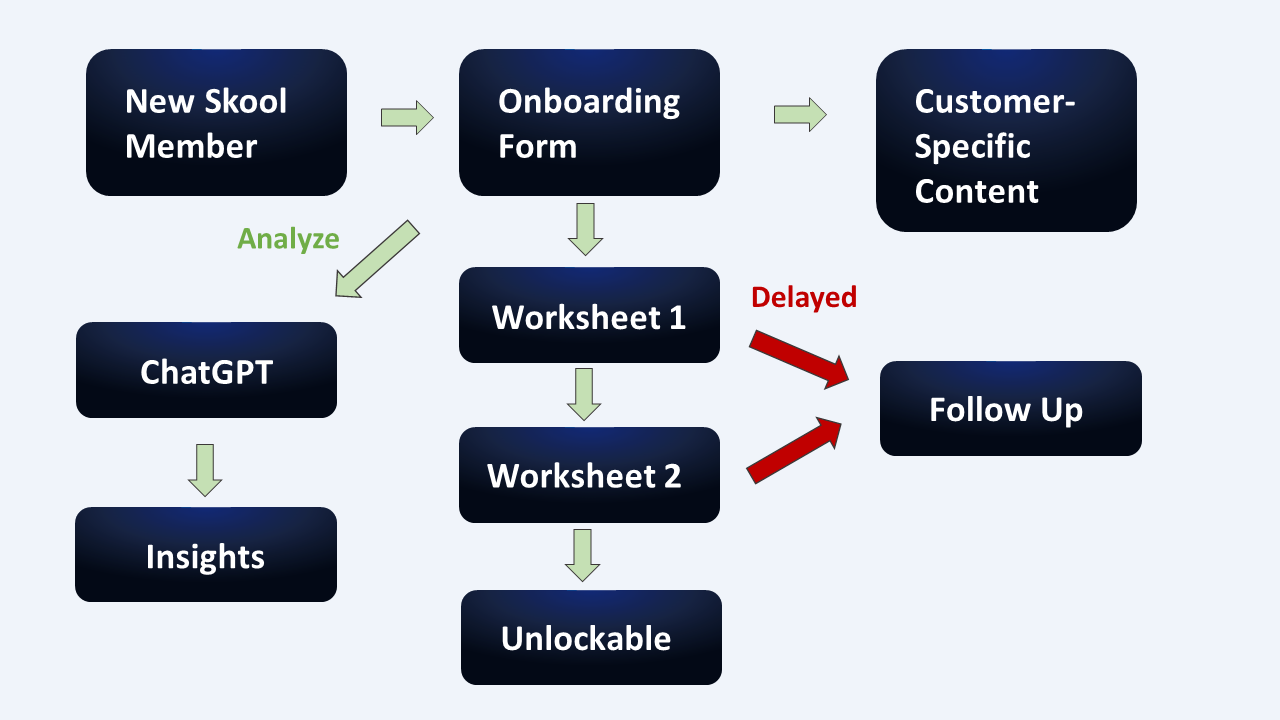 New Skool
Member
Onboarding
Form
Customer-
Specific
Content
Analyze
Worksheet 1
Delayed
ChatGPT
Follow Up
Worksheet 2
Insights
Unlockable